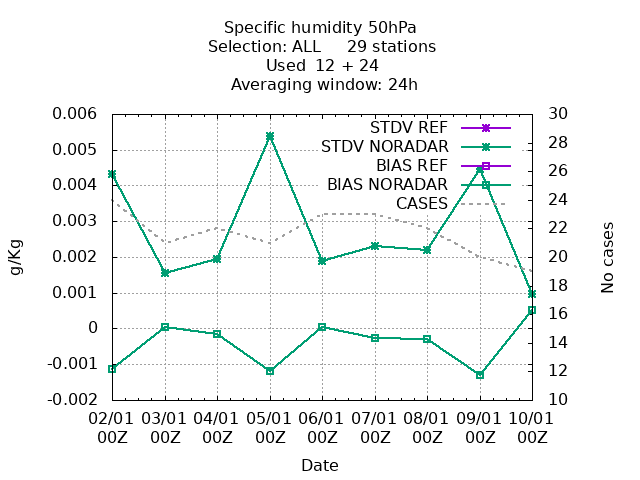 Specific humidity 50hPa
Selection: ALL     29 stations
Used  12 + 24
Averaging window: 24h
0.006
0.005
0.004
0.003
0.002
0.001
0
-0.001
-0.002
g/Kg
STDV REF
STDV NORADAR
BIAS REF
BIAS NORADAR
CASES
30
28
26
24
22
20
18
16
14
12
10
No cases
02/01 03/01 04/01 05/01 06/01 07/01 08/01 09/01 10/01
00Z 00Z 00Z 00Z 00Z 00Z 00Z 00Z 00Z
Date